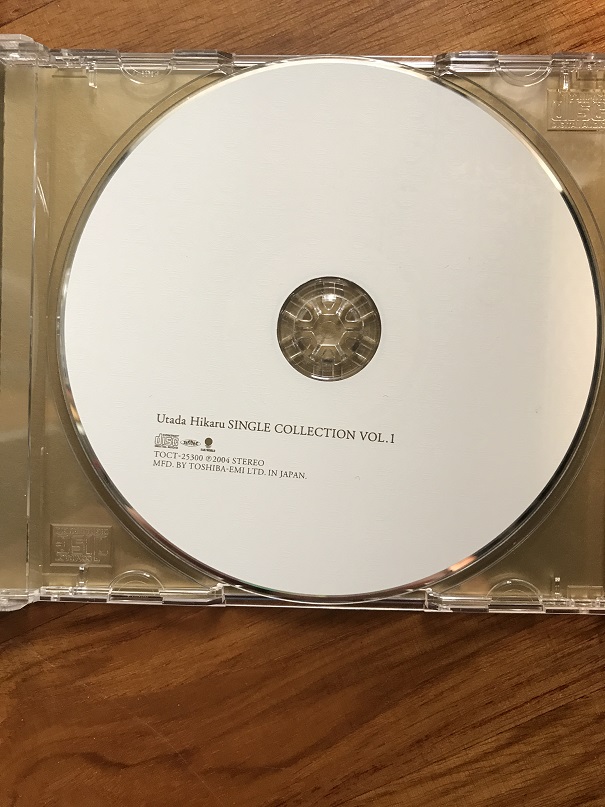 Utada Hikaru SINGLE COLLECTION VOL.1
TOCT-25300 ℗2004 STEREO
MFD. BY TOSHIBA-EMI LTD. IN JAPAN.